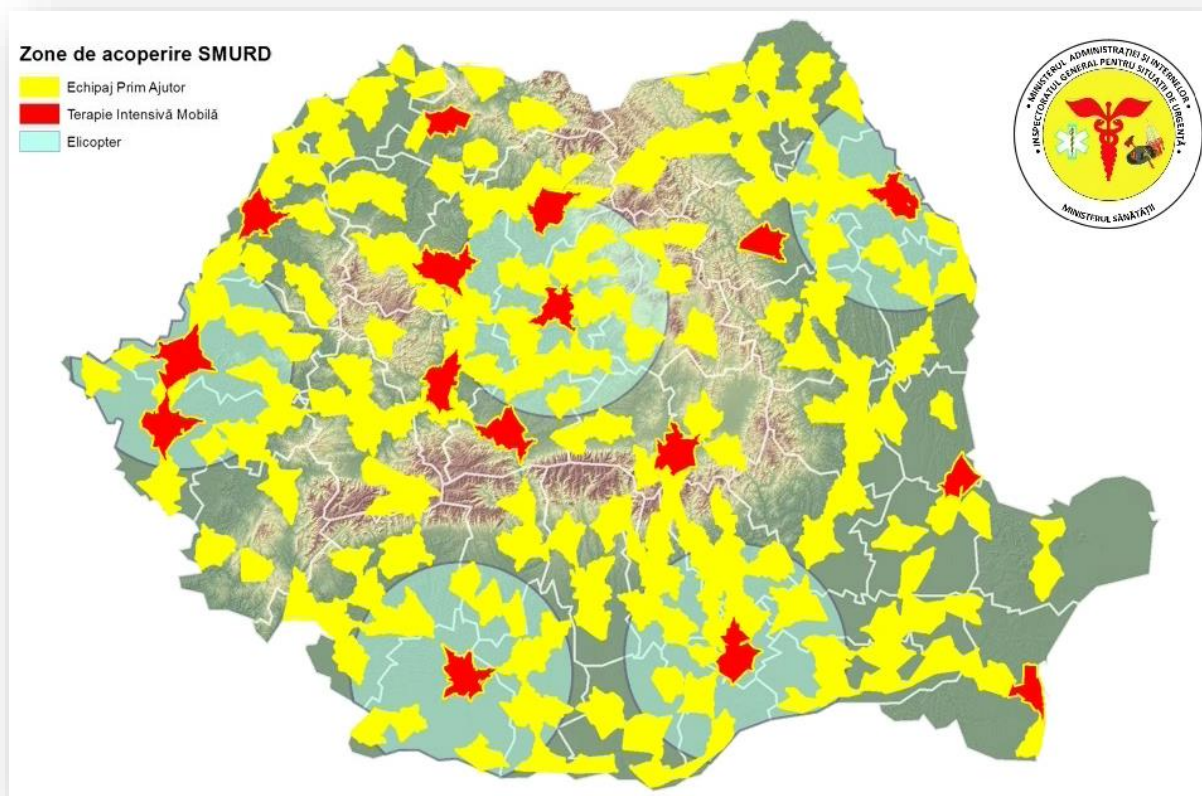 Zone de acoperire SMURD
Echipaj Prim Ajutor
Terapie Intensivă Mobilă
Elicopter
MINISTERUL ADMINISTRAȚIEI ȘI INTERNELOR
INSPECTORATUL GENERAL PENTRU SITUAȚII DE URGENȚĂ
MINISTERUL SĂNĂTĂȚII